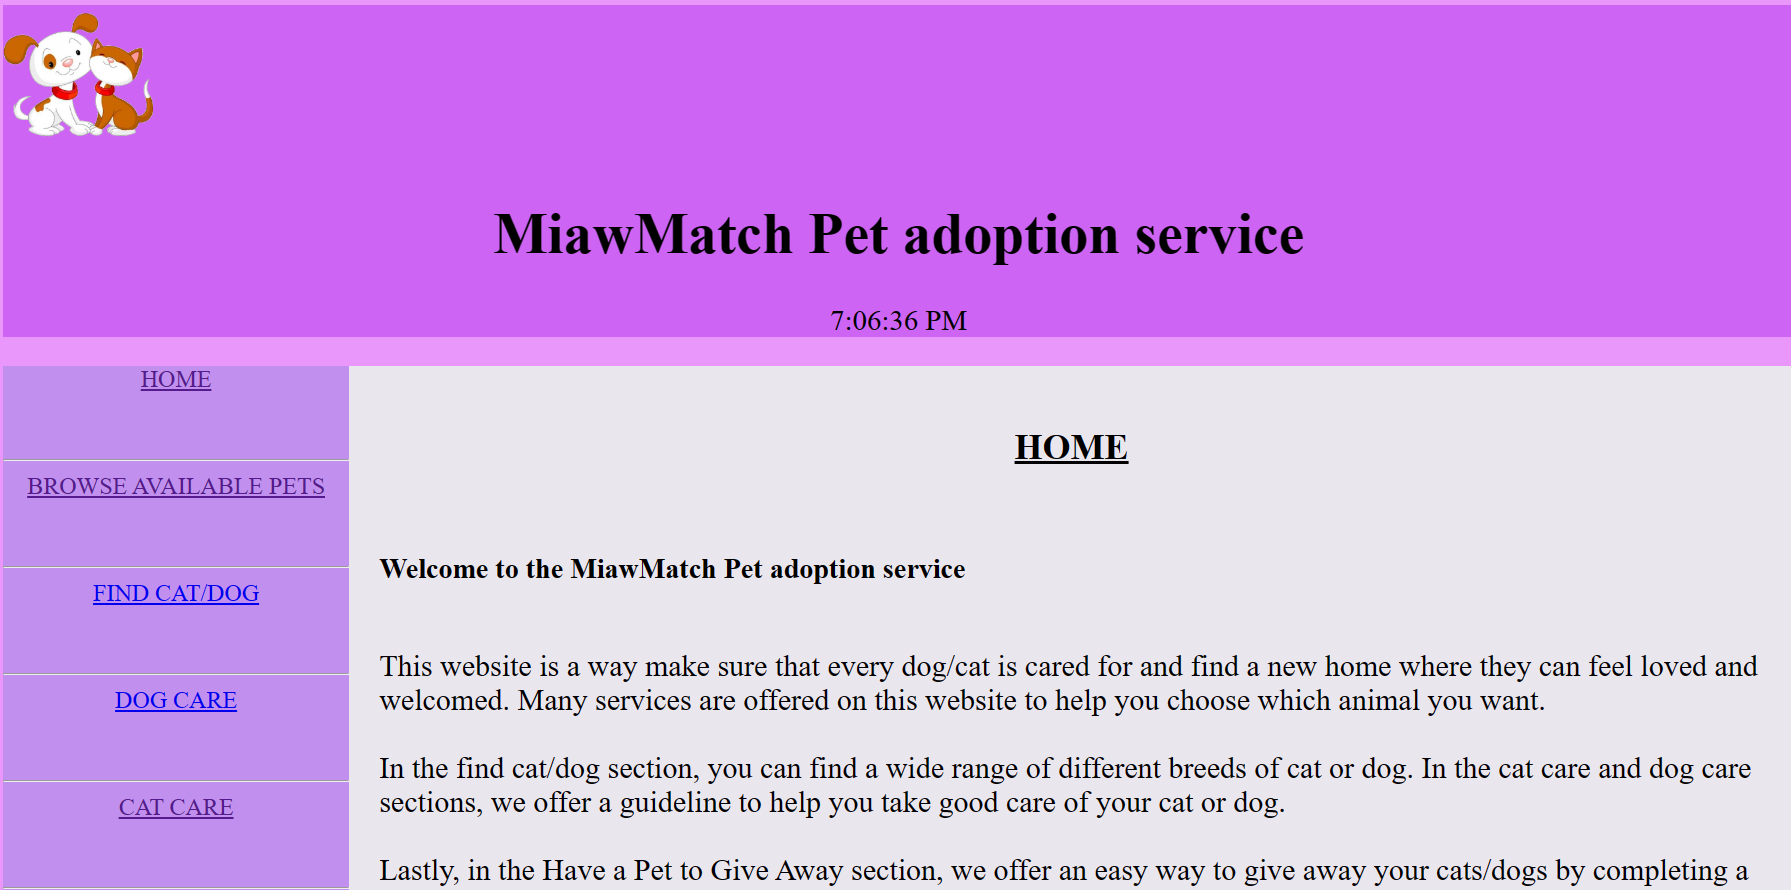 MiawMatch Pet adoption service
7:06:36 PM
HOME
BROWSE AVAILABLE PETS
FIND CAT/DOG
DOG CARE
CAT CARE
HOME
Welcome to the MiawMatch Pet adoption service
This website is a way make sure that every dog/cat is cared for and find a new home where they can feel loved and
welcomed. Many services are offered on this website to help you choose which animal you want.
In the find cat/dog section, you can find a wide range of different breeds of cat or dog. In the cat care and dog care
sections, we offer a guideline to help you take good care of your cat or dog.
Lastly, in the Have a Pet to Give Away section, we offer an easy way to give away your cats/dogs by completing a